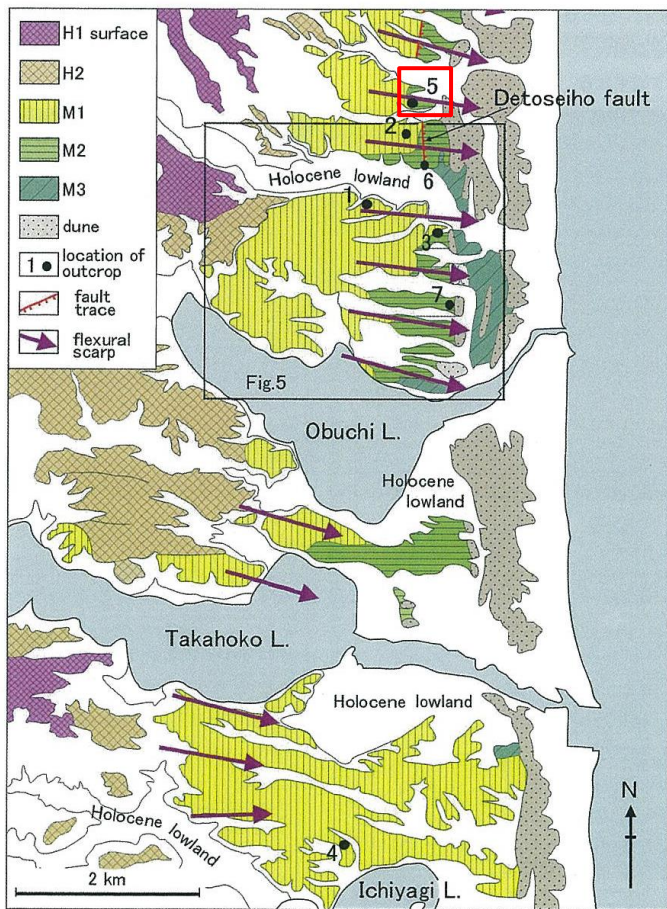 H1 surface
H2
M1
M2
M3
dune
1 location of
outcrop
fault
trace
flexural
scarp
5
Detoseiho fault
2
Holocene lowland
6
1
3
7
Fig.5
Obuchi L.
Holocene
lowland
Takahoko L.
Holocene lowland
Holocene
lowland
4
N
2 km
Ichiyagi L.